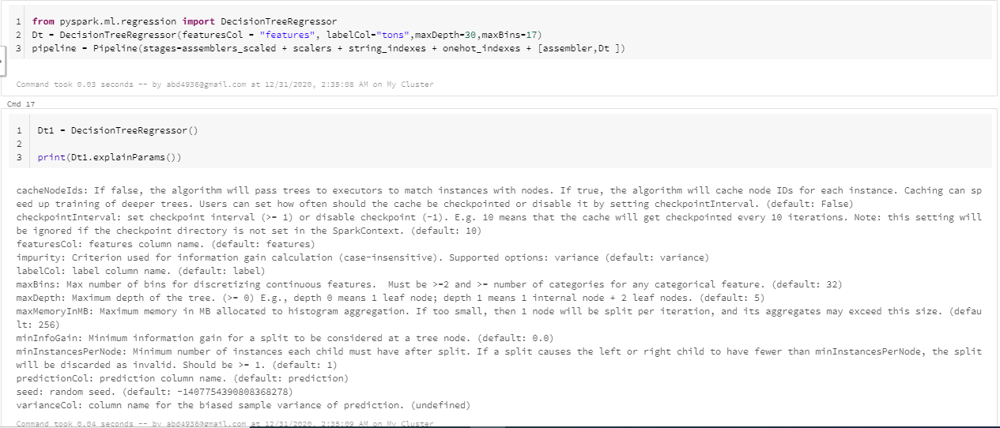 1 from pyspark.ml.regression import DecisionTreeRegressor
2 Dt = DecisionTreeRegressor(featuresCol = "features", labelCol="tons",maxDepth=30,maxBins=17)
3 pipeline = Pipeline(stages=assemblers_scaled + scalers + string_indexes + onehot_indexes + [assembler,Dt ])
Command took 0.03 seconds -- by abd4936@gmail.com at 12/31/2020, 2:35:08 AM on My Cluster
Cmd 17
1 Dt1 = DecisionTreeRegressor()
2
3 print(Dt1.explainParams())
cacheNodeIds: If false, the algorithm will pass trees to executors to match instances with nodes. If true, the algorithm will cache node IDs for each instance. Caching can sp
eed up training of deeper trees. Users can set how often should the cache be checkpointed or disable it by setting checkpointInterval. (default: False)
checkpointInterval: set checkpoint interval (>= 1) or disable checkpoint (-1). E.g. 10 means that the cache will get checkpointed every 10 iterations. Note: this setting will
be ignored if the checkpoint directory is not set in the SparkContext. (default: 10)
featuresCol: features column name. (default: features)
impurity: Criterion used for information gain calculation (case-insensitive). Supported options: variance (default: variance)
labelCol: label column name. (default: label)
maxBins: Max number of bins for discretizing continuous features.  Must be >=2 and >= number of categories for any categorical feature. (default: 32)
maxDepth: Maximum depth of the tree. (>= 0) E.g., depth 0 means 1 leaf node; depth 1 means 1 internal node + 2 leaf nodes. (default: 5)
maxMemoryInMB: Maximum memory in MB allocated to histogram aggregation. If too small, then 1 node will be split per iteration, and its aggregates may exceed this size. (defau
lt: 256)
minInfoGain: Minimum information gain for a split to be considered at a tree node. (default: 0.0)
minInstancesPerNode: Minimum number of instances each child must have after split. If a split causes the left or right child to have fewer than minInstancesPerNode, the split
will be discarded as invalid. Should be >= 1. (default: 1)
predictionCol: prediction column name. (default: prediction)
seed: random seed. (default: -1407754390808368278)
varianceCol: column name for the biased sample variance of prediction. (undefined)
Command took 0.04 seconds -- by abd4936@gmail.com at 12/31/2020, 2:35:09 AM on My Cluster